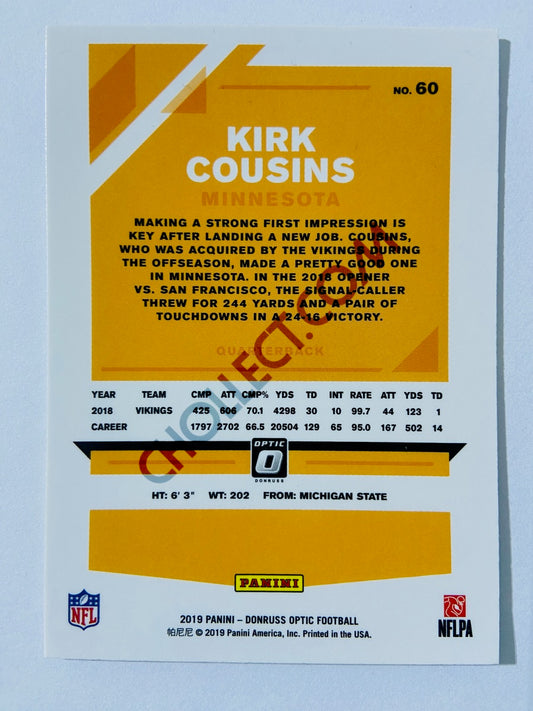 NO. 60
KIRK
COUSINS
MINNESOTA
MAKING A STRONG FIRST IMPRESSION IS
KEY AFTER LANDING A NEW JOB. COUSINS,
WHO WAS ACQUIRED BY THE VIKINGS DURING
THE OFFSEASON, MADE A PRETTY GOOD ONE
IN MINNESOTA. IN THE 2018 OPENER
VS. SAN FRANCISCO, THE SIGNAL-CALLER
THREW FOR 244 YARDS AND A PAIR OF
TOUCHDOWNS IN A 24-16 VICTORY.
QUARTERBACK
CHOLLECT.COM
YEAR TEAM CMP ATT CMP% YDS TD INT RATE ATT YDS TD
2018 VIKINGS 425 606 70.1 4298 30 10 99.7 44 123 1
CAREER 1797 2702 66.5 20504 129 65 95.0 167 502 14
OPTIC
DONRUSS
HT: 6' 3" WT: 202 FROM: MICHIGAN STATE
PANINI
NFL
2019 PANINI – DONRUSS OPTIC FOOTBALL
帕尼尼 © 2019 Panini America, Inc. Printed in the USA.
NFLPA